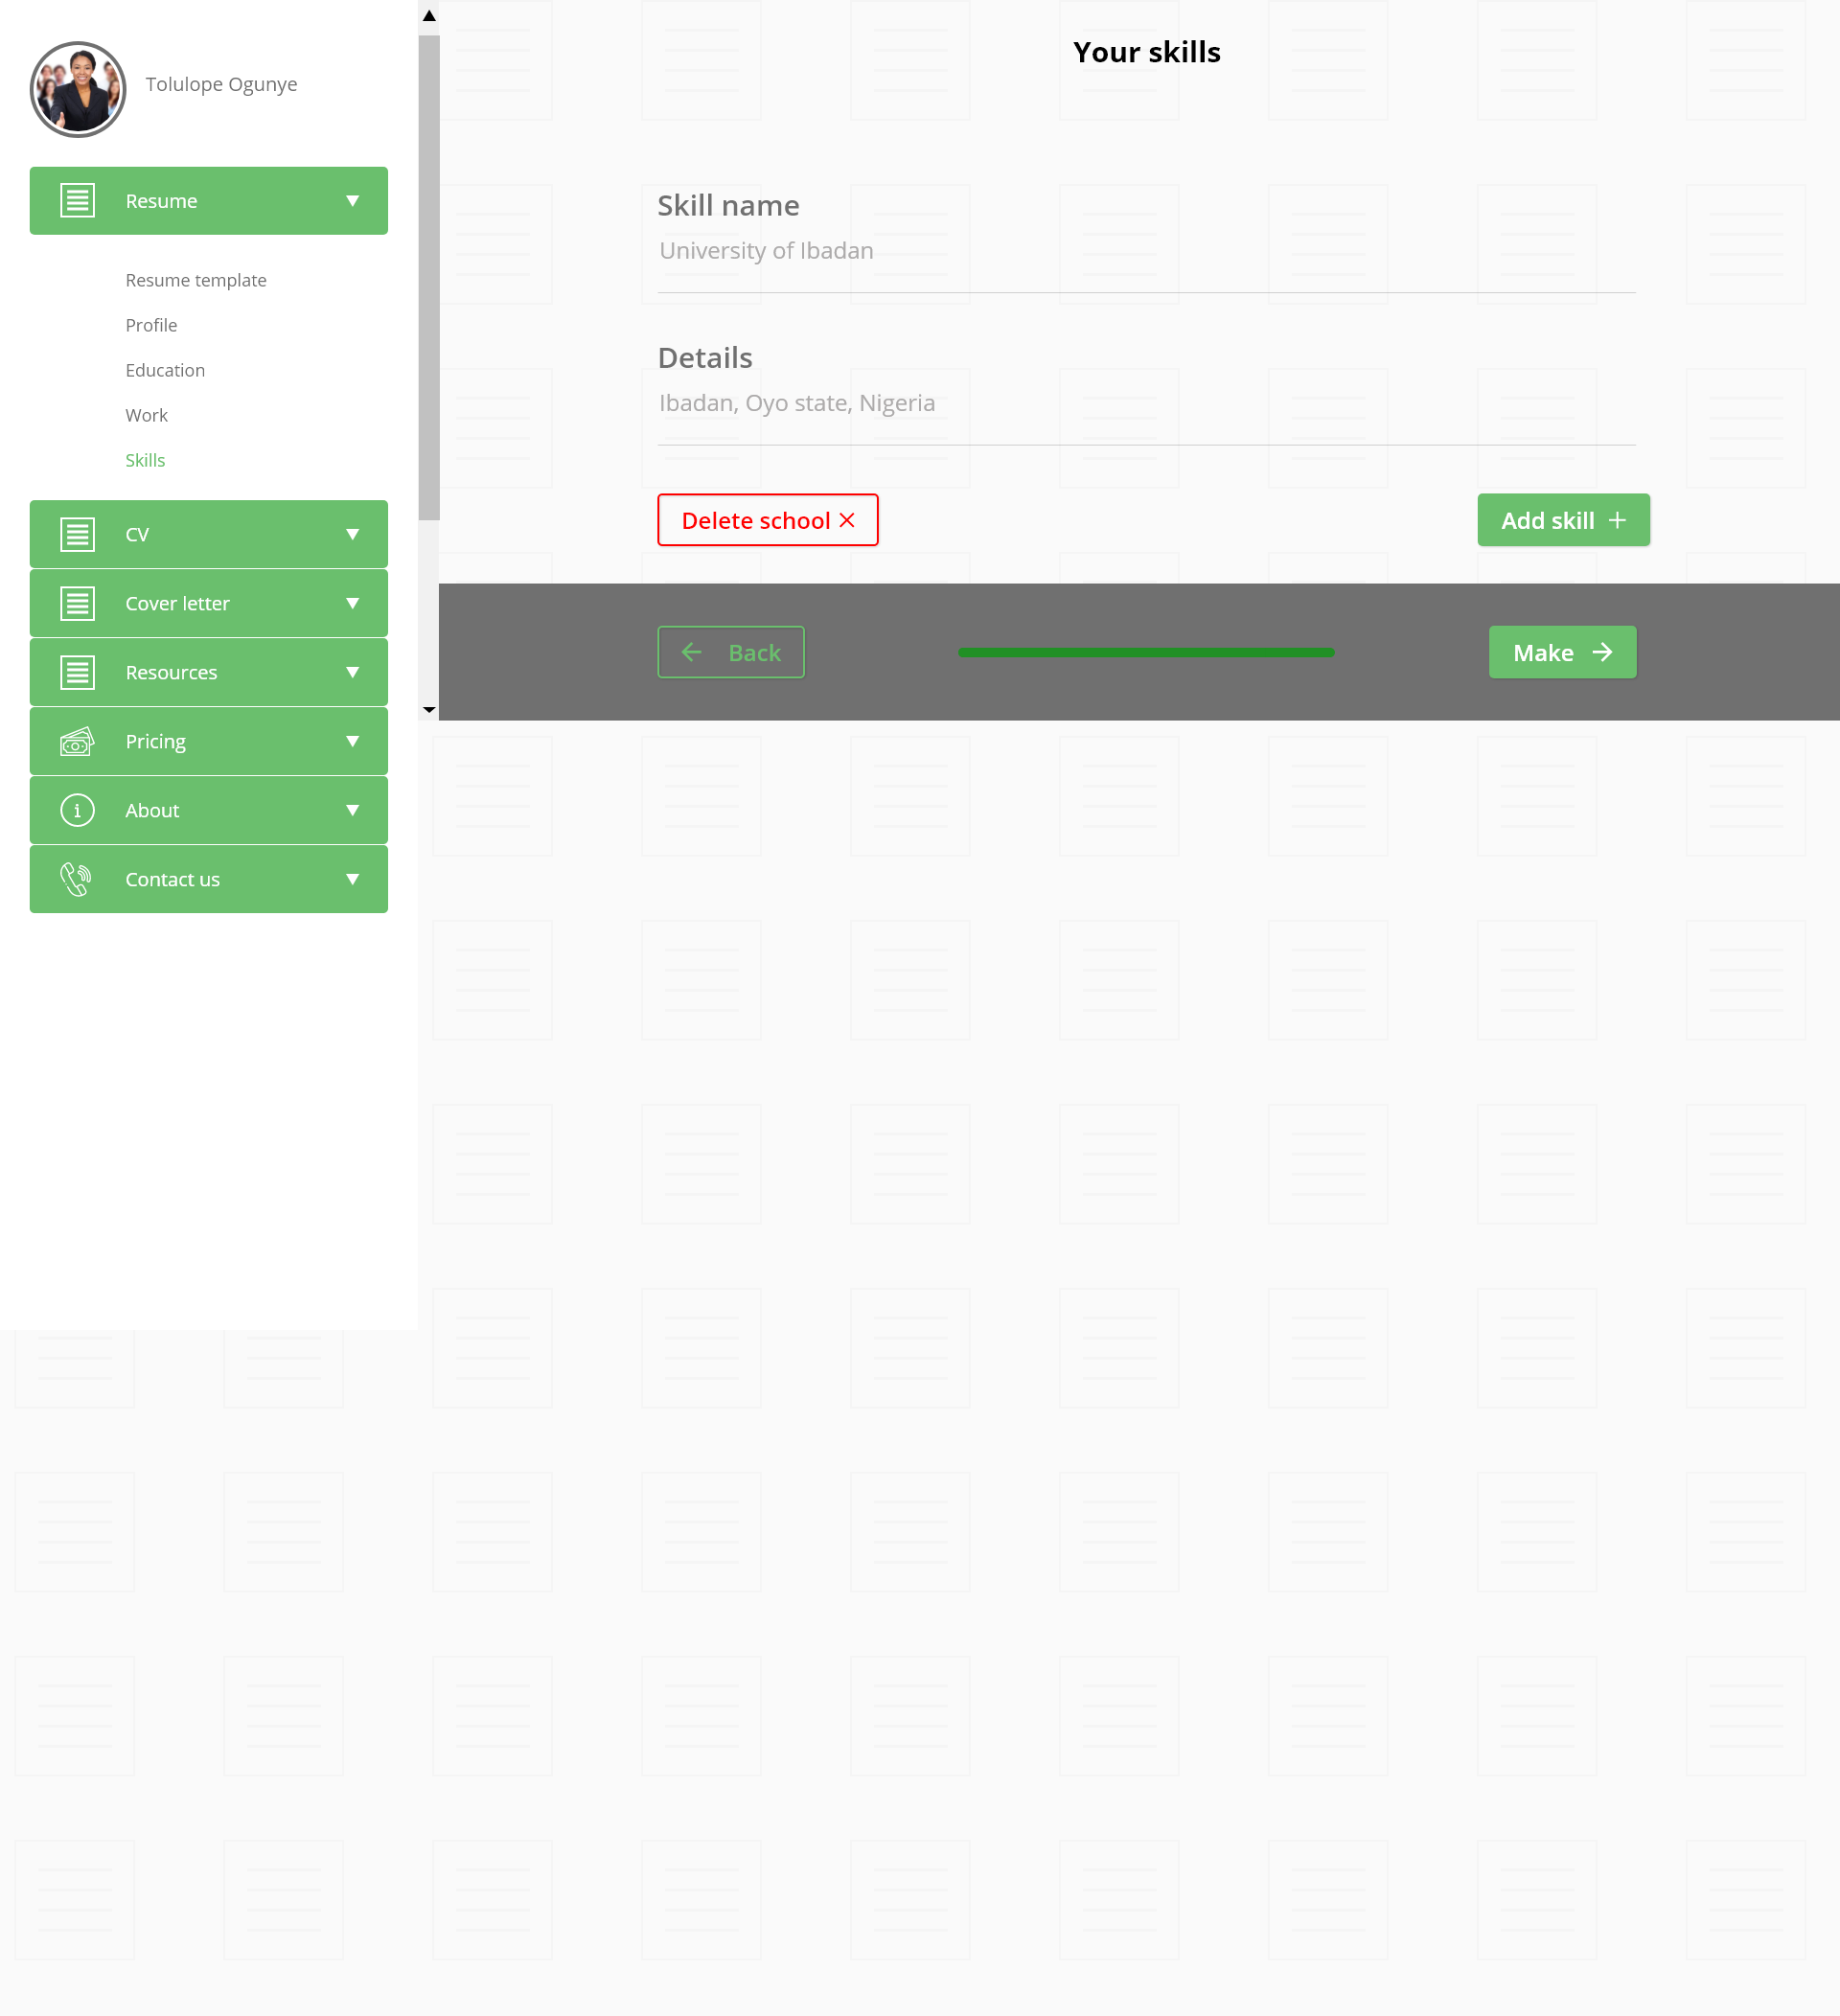 Tolulope Ogunye
Resume
Resume template
Profile
Education
Work
Skills
CV
Cover letter
Resources
Pricing
About
Contact us
Your skills
Skill name
University of Ibadan
Details
Ibadan, Oyo state, Nigeria
Delete school
Add skill
Back
Make